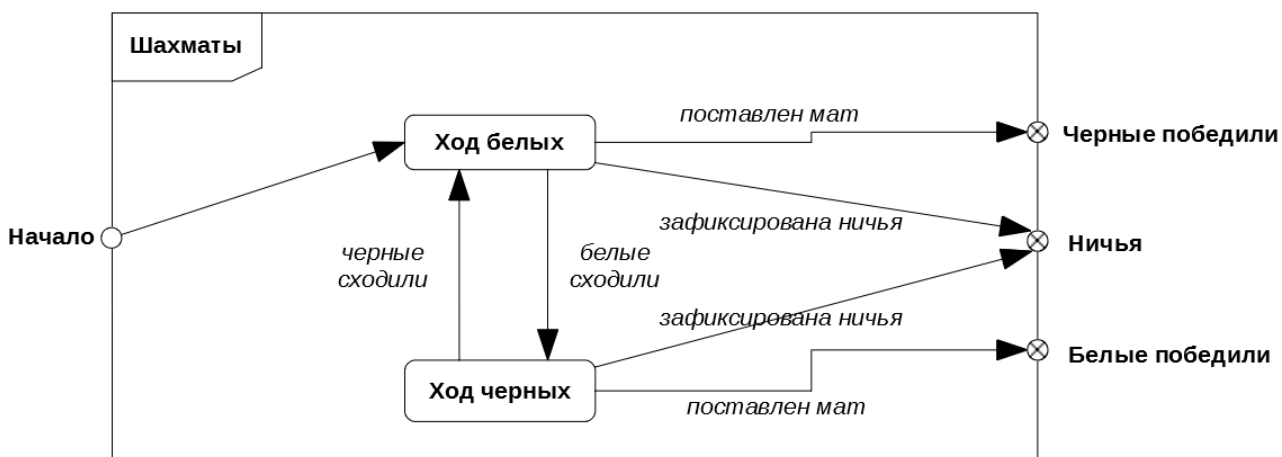 Шахматы
поставлен мат
Ход белых
Черные победили
зафиксирована ничья
Начало
черные
сходили
белые
сходили
Ничья
зафиксирована ничья
Белые победили
Ход черных
поставлен мат